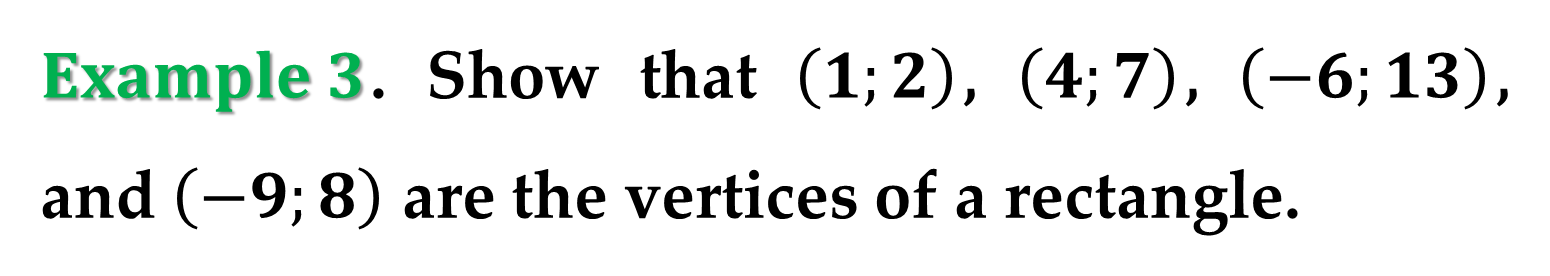 Example 3. Show that (1; 2), (4; 7), (−6; 13),
and (−9; 8) are the vertices of a rectangle.